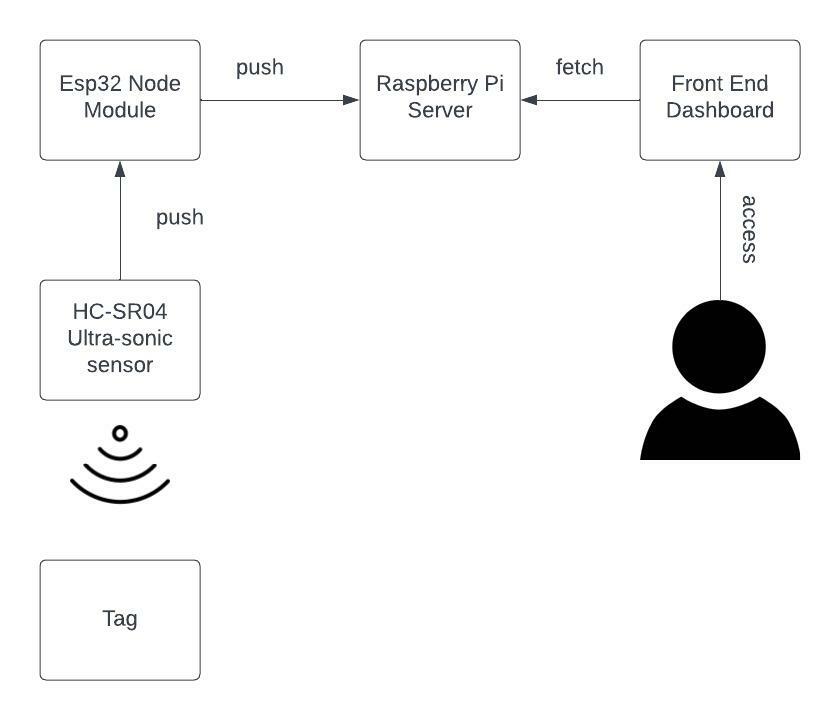 Esp32 Node
Module
push
Raspberry Pi
Server
fetch
Front End
Dashboard
push
access
HC-SR04
Ultra-sonic
sensor
Tag